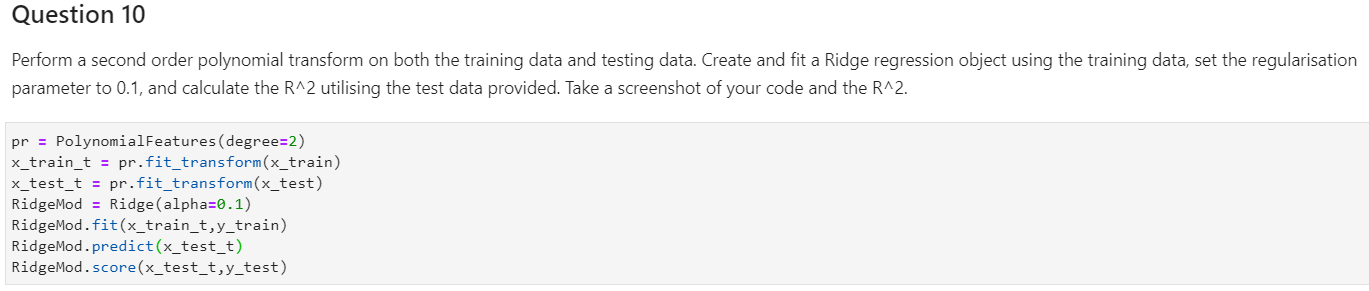 Question 10
Perform a second order polynomial transform on both the training data and testing data. Create and fit a Ridge regression object using the training data, set the regularisation
parameter to 0.1, and calculate the R^2 utilising the test data provided. Take a screenshot of your code and the R^2.
pr = PolynomialFeatures(degree=2)
x_train_t = pr.fit_transform(x_train)
x_test_t = pr.fit_transform(x_test)
RidgeMod = Ridge(alpha=0.1)
RidgeMod.fit(x_train_t,y_train)
RidgeMod.predict(x_test_t)
RidgeMod.score(x_test_t,y_test)